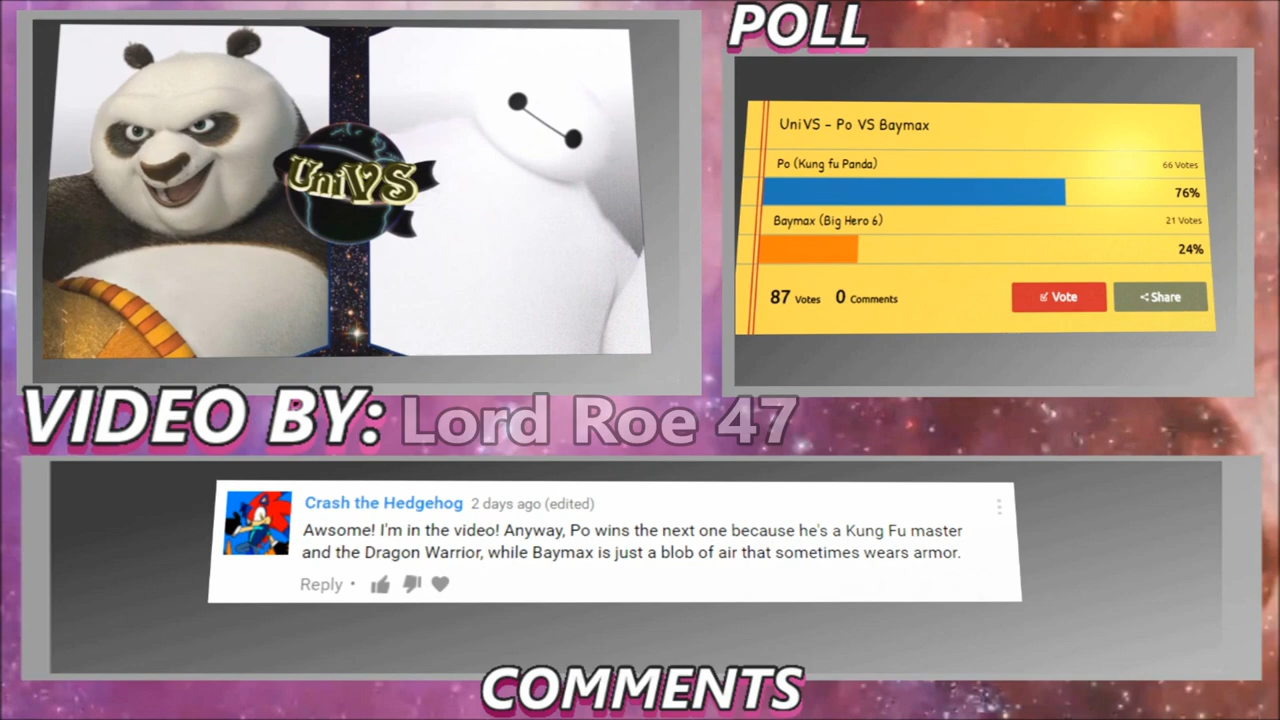 POLL
UniVS
UniVS - Po VS Baymax
Po (Kung fu Panda)
66 Votes
76%
Baymax (Big Hero 6)
21 Votes
24%
87 Votes 0 Comments
Vote
Share
VIDEO BY: Lord Roe 47
Crash the Hedgehog 2 days ago (edited)
Awsome! I'm in the video! Anyway, Po wins the next one because he's a Kung Fu master
and the Dragon Warrior, while Baymax is just a blob of air that sometimes wears armor.
Reply •
COMMENTS